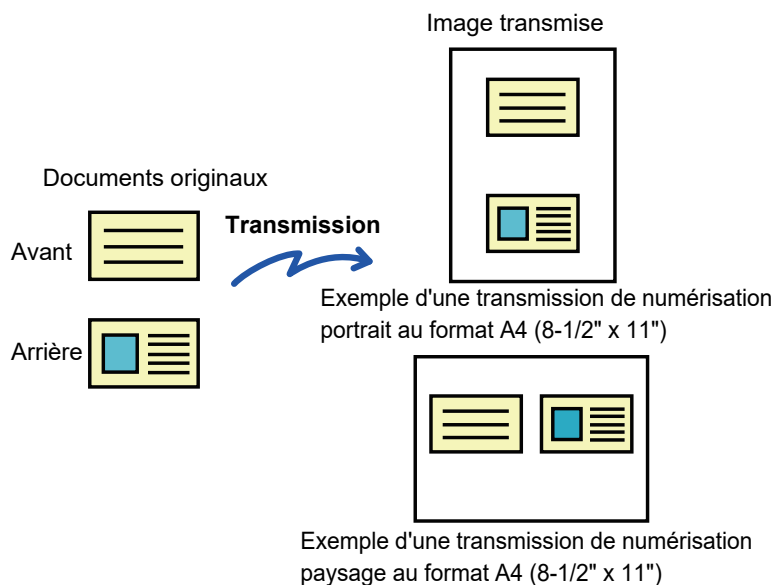 Image transmise
Documents originaux
Transmission
Avant
Arrière
Exemple d'une transmission de numérisation
portrait au format A4 (8-1/2" x 11")
Exemple d'une transmission de numérisation
paysage au format A4 (8-1/2" x 11")